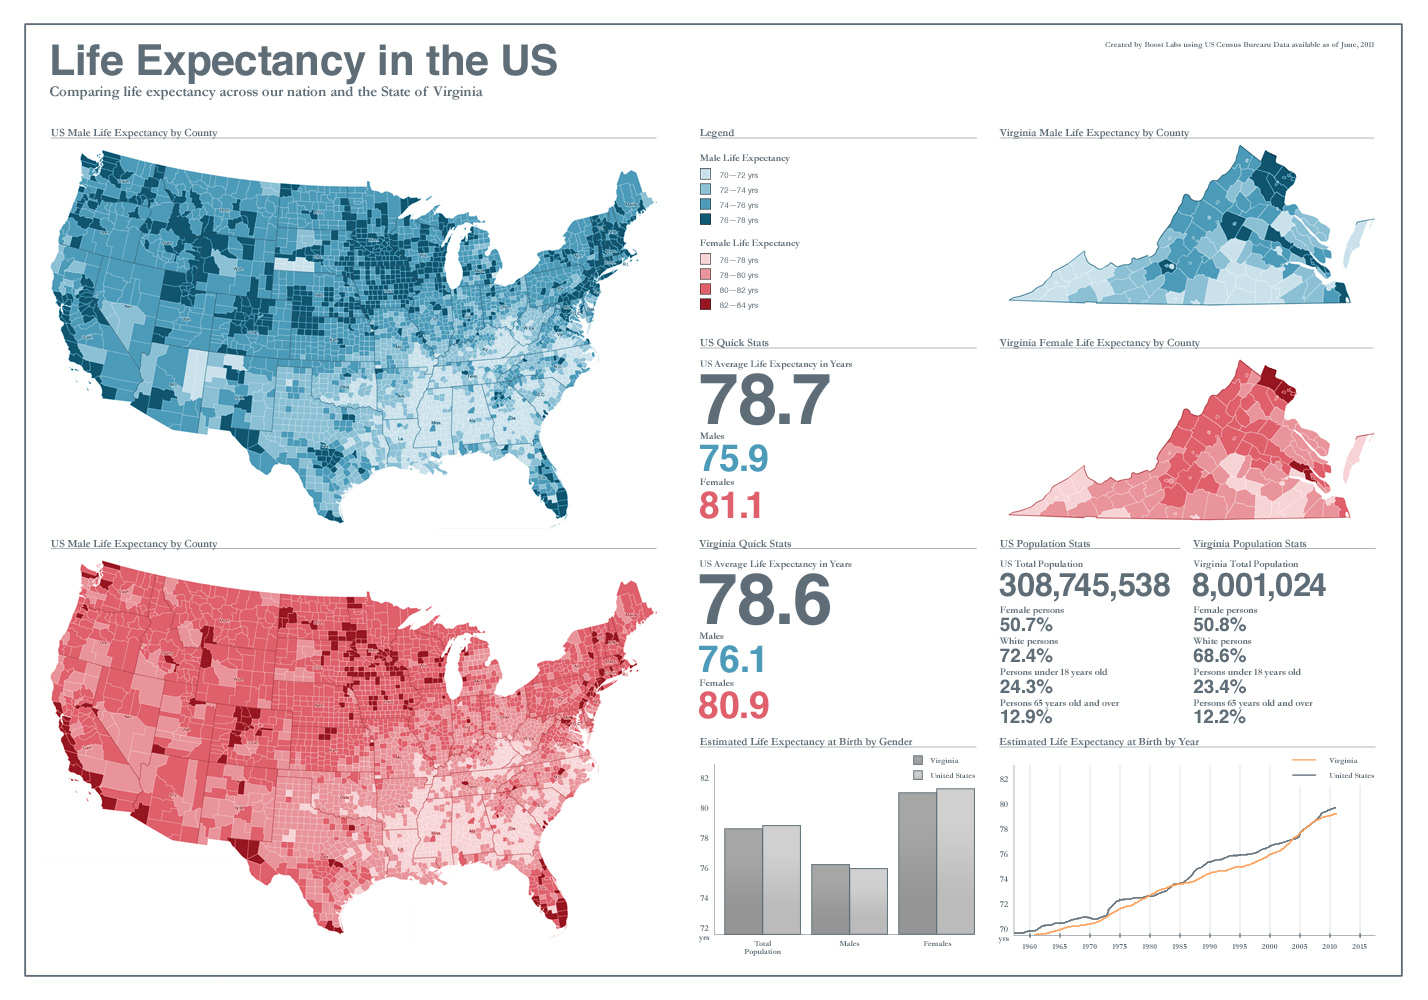 Life Expectancy in the US
Comparing life expectancy across our nation and the State of Virginia
Created by Boost Labs using US Census Burearu Data available as of June, 2011
US Male Life Expectancy by County
Legend
Male Life Expectancy
70—72 yrs
72—74 yrs
74—76 yrs
76—78 yrs
Female Life Expectancy
76—78 yrs
78—80 yrs
80—82 yrs
82—84 yrs
Virginia Male Life Expectancy by County
US Quick Stats
US Average Life Expectancy in Years
78.7
Males
75.9
Females
81.1
Virginia Female Life Expectancy by County
US Male Life Expectancy by County
Virginia Quick Stats
US Average Life Expectancy in Years
78.6
Males
76.1
Females
80.9
US Population Stats
US Total Population
308,745,538
Female persons
50.7%
White persons
72.4%
Persons under 18 years old
24.3%
Persons 65 years old and over
12.9%
Virginia Population Stats
Virginia Total Population
8,001,024
Female persons
50.8%
White persons
68.6%
Persons under 18 years old
23.4%
Persons 65 years old and over
12.2%
Estimated Life Expectancy at Birth by Gender
Virginia
United States
82
80
78
76
74
72
yrs
Total
Population
Males
Females
Estimated Life Expectancy at Birth by Year
Virginia
United States
82
80
78
76
74
72
70
yrs
1960 1965 1970 1975 1980 1985 1990 1995 2000 2005 2010 2015